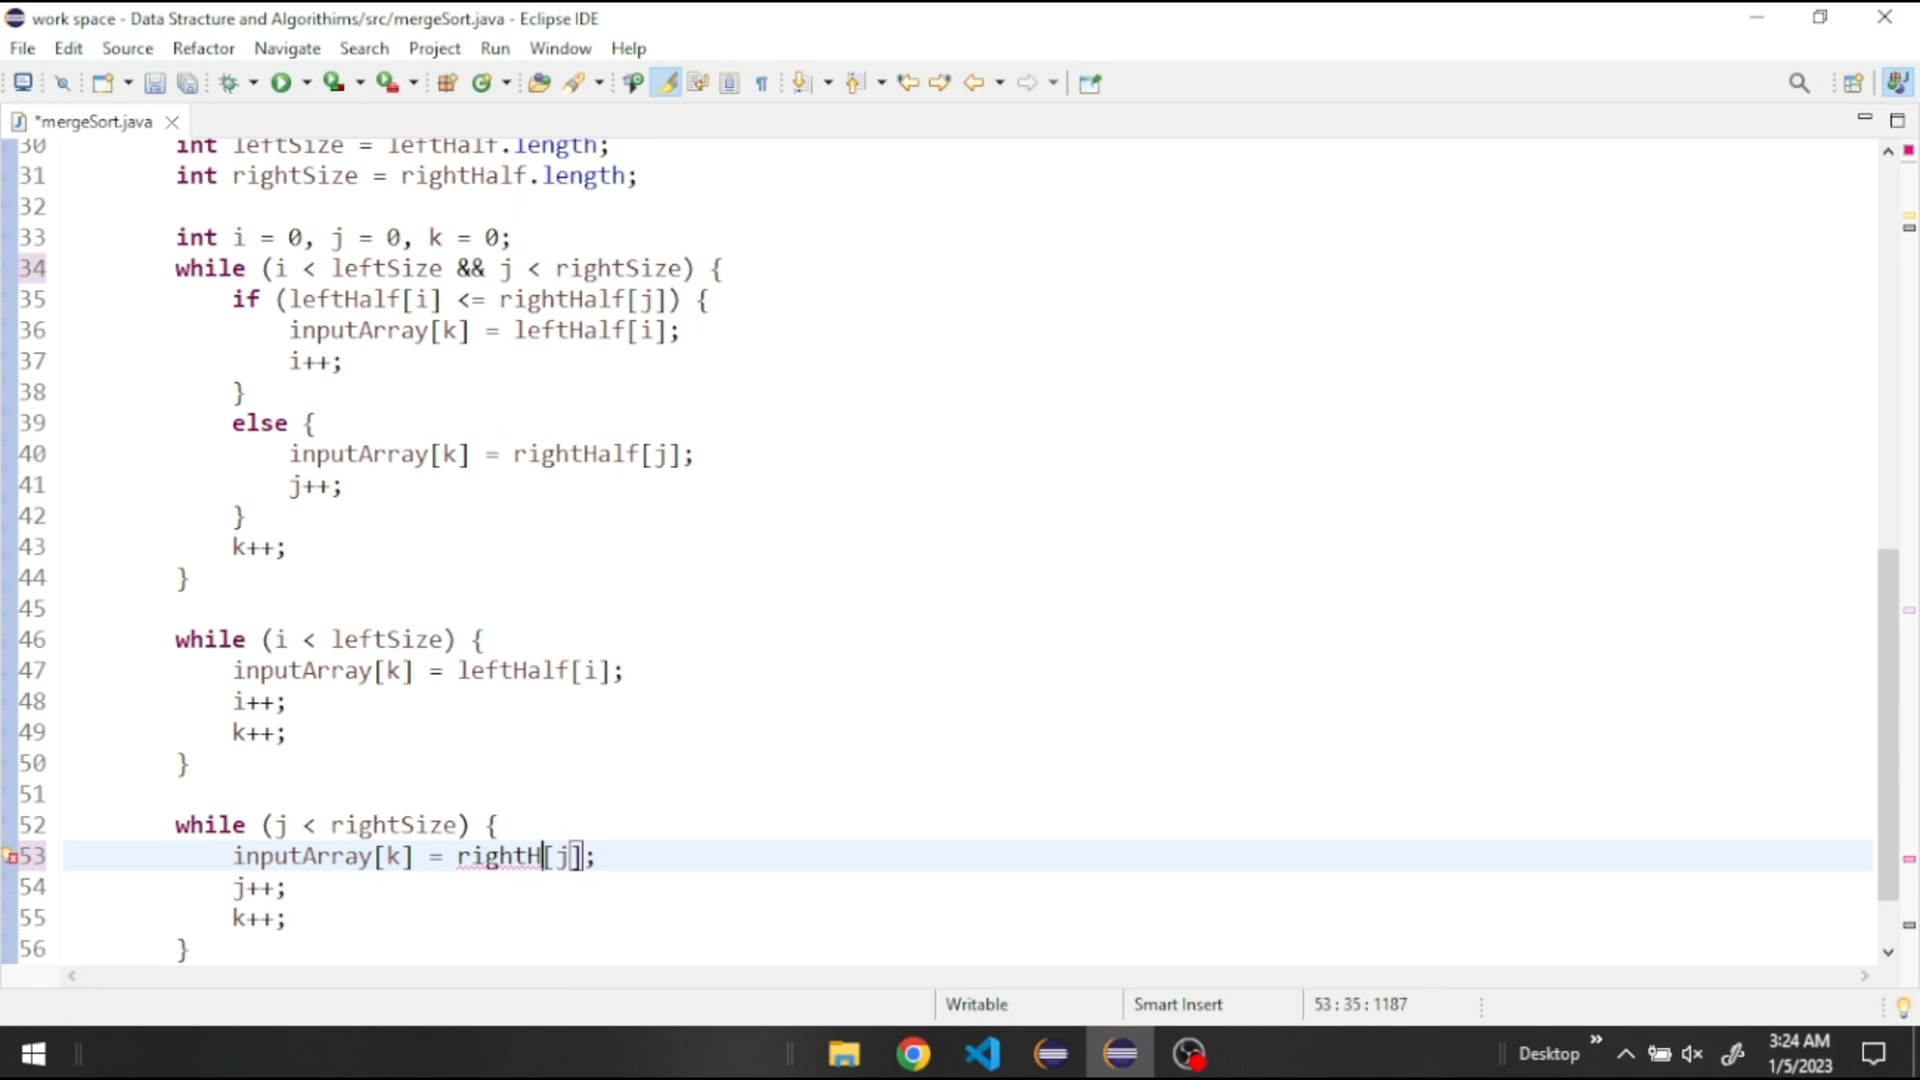 work space - Data Stracture and Algorithims/src/mergeSort.java - Eclipse IDE
File Edit Source Refactor Navigate Search Project Run Window Help
*mergeSort.java
30 int leftSize = leftHalf.length;
31 int rightSize = rightHalf.length;
32
33 int i = 0, j = 0, k = 0;
34 while (i < leftSize && j < rightSize) {
35 if (leftHalf[i] <= rightHalf[j]) {
36 inputArray[k] = leftHalf[i];
37 i++;
38 }
39 else {
40 inputArray[k] = rightHalf[j];
41 j++;
42 }
43 k++;
44 }
45
46 while (i < leftSize) {
47 inputArray[k] = leftHalf[i];
48 i++;
49 k++;
50 }
51
52 while (j < rightSize) {
53 inputArray[k] = rightH[j];
54 j++;
55 k++;
56 }
Writable Smart Insert 53 : 35 : 1187
Desktop
3:24 AM
1/5/2023